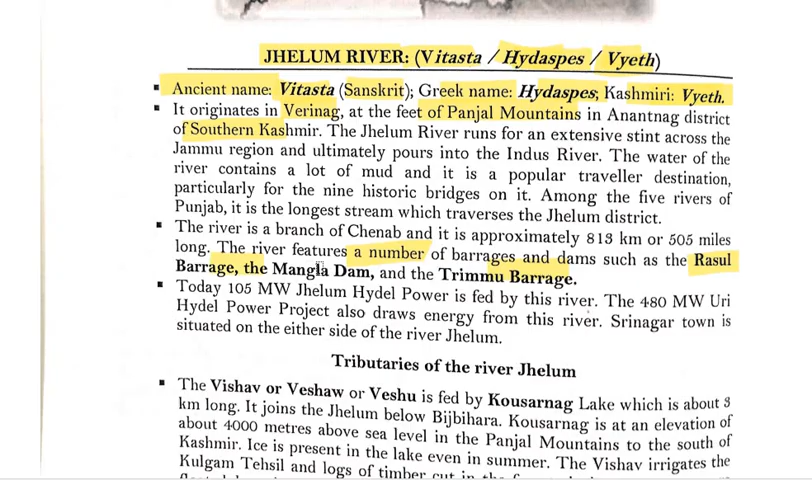 JHELUM RIVER: (Vitasta / Hydaspes / Vyeth)
▪ Ancient name: Vitasta (Sanskrit); Greek name: Hydaspes; Kashmiri: Vyeth.
▪ It originates in Verinag, at the feet of Panjal Mountains in Anantnag district
of Southern Kashmir. The Jhelum River runs for an extensive stint across the
Jammu region and ultimately pours into the Indus River. The water of the
river contains a lot of mud and it is a popular traveller destination,
particularly for the nine historic bridges on it. Among the five rivers of
Punjab, it is the longest stream which traverses the Jhelum district.
▪ The river is a branch of Chenab and it is approximately 813 km or 505 miles
long. The river features a number of barrages and dams such as the Rasul
Barrage, the Mangla Dam, and the Trimmu Barrage.
▪ Today 105 MW Jhelum Hydel Power is fed by this river. The 480 MW Uri
Hydel Power Project also draws energy from this river. Srinagar town is
situated on the either side of the river Jhelum.
Tributaries of the river Jhelum
▪ The Vishav or Veshaw or Veshu is fed by Kousarnag Lake which is about 3
km long. It joins the Jhelum below Bijbihara. Kousarnag is at an elevation of
about 4000 metres above sea level in the Panjal Mountains to the south of
Kashmir. Ice is present in the lake even in summer. The Vishav irrigates the
Kulgam Tehsil and logs of timber cut in the